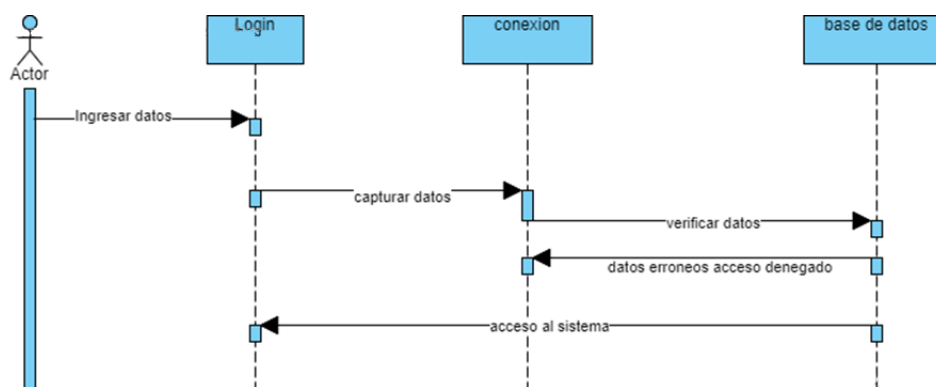 Login
conexion
base de datos
Actor
Ingresar datos
capturar datos
verificar datos
datos erroneos acceso denegado
acceso al sistema